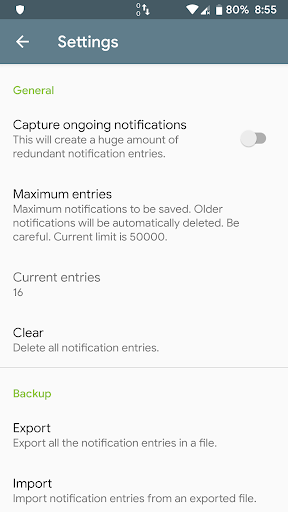 0
0
80% 8:55
Settings
General
Capture ongoing notifications
This will create a huge amount of
redundant notification entries.
Maximum entries
Maximum notifications to be saved. Older
notifications will be automatically deleted. Be
careful. Current limit is 50000.
Current entries
16
Clear
Delete all notification entries.
Backup
Export
Export all the notification entries in a file.
Import
Import notification entries from an exported file.